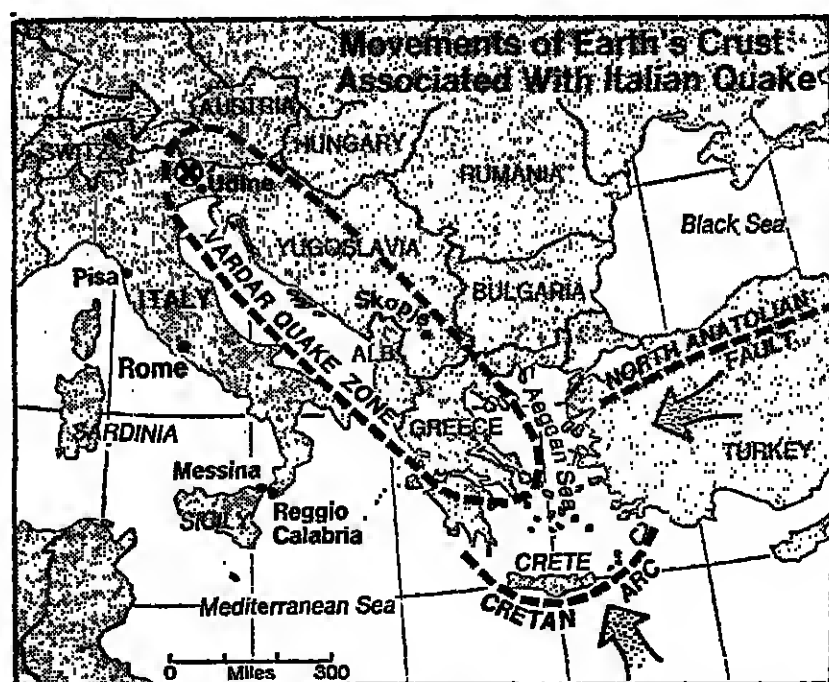 Movements of Earth's Crust
Associated With Italian Quake
AUSTRIA
SWITZ.
HUNGARY
RUMANIA
Udine
Black Sea
YUGOSLAVIA
VARDAR QUAKE ZONE
Pisa
ITALY
BULGARIA
Skopje
NORTH ANATOLIAN
FAULT
ALB.
Rome
Aegean Sea
GREECE
SARDINIA
TURKEY
Messina
SICILY
Reggio
Calabria
CRETE
CRETAN ARC
Mediterranean Sea
0 Miles 300